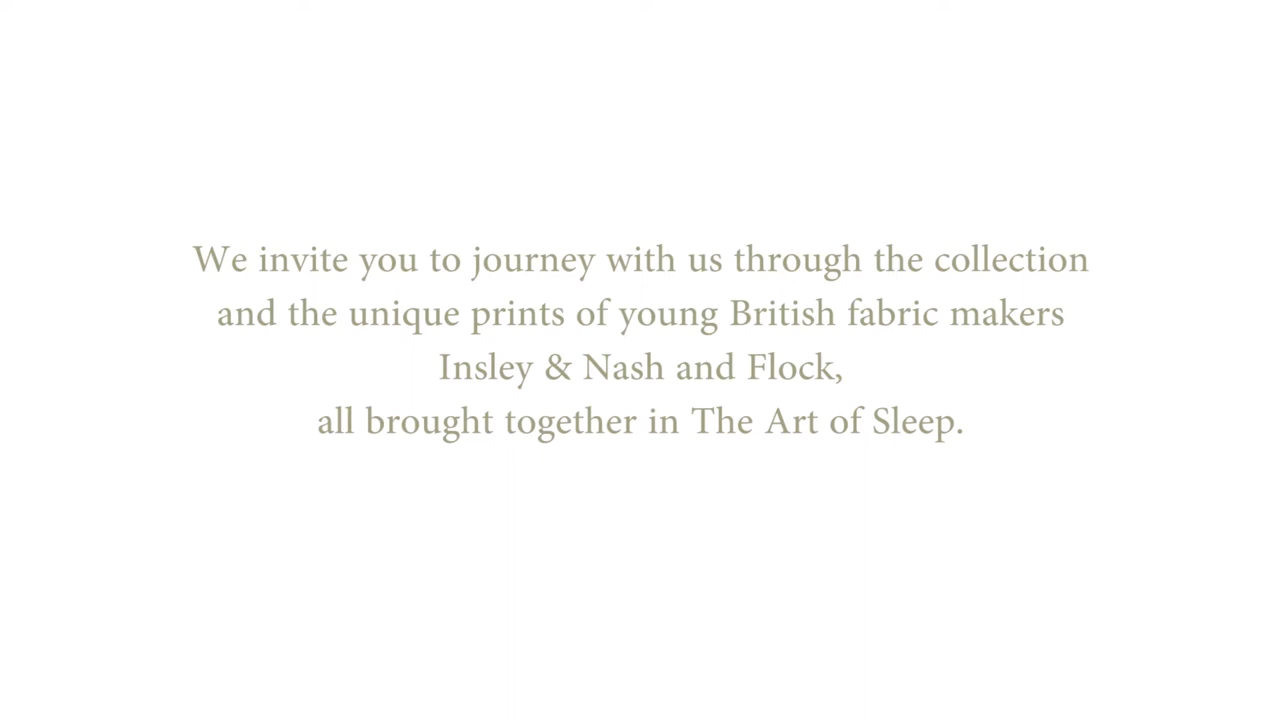 We invite you to journey with us through the collection
and the unique prints of young British fabric makers
Insley & Nash and Flock,
all brought together in The Art of Sleep.